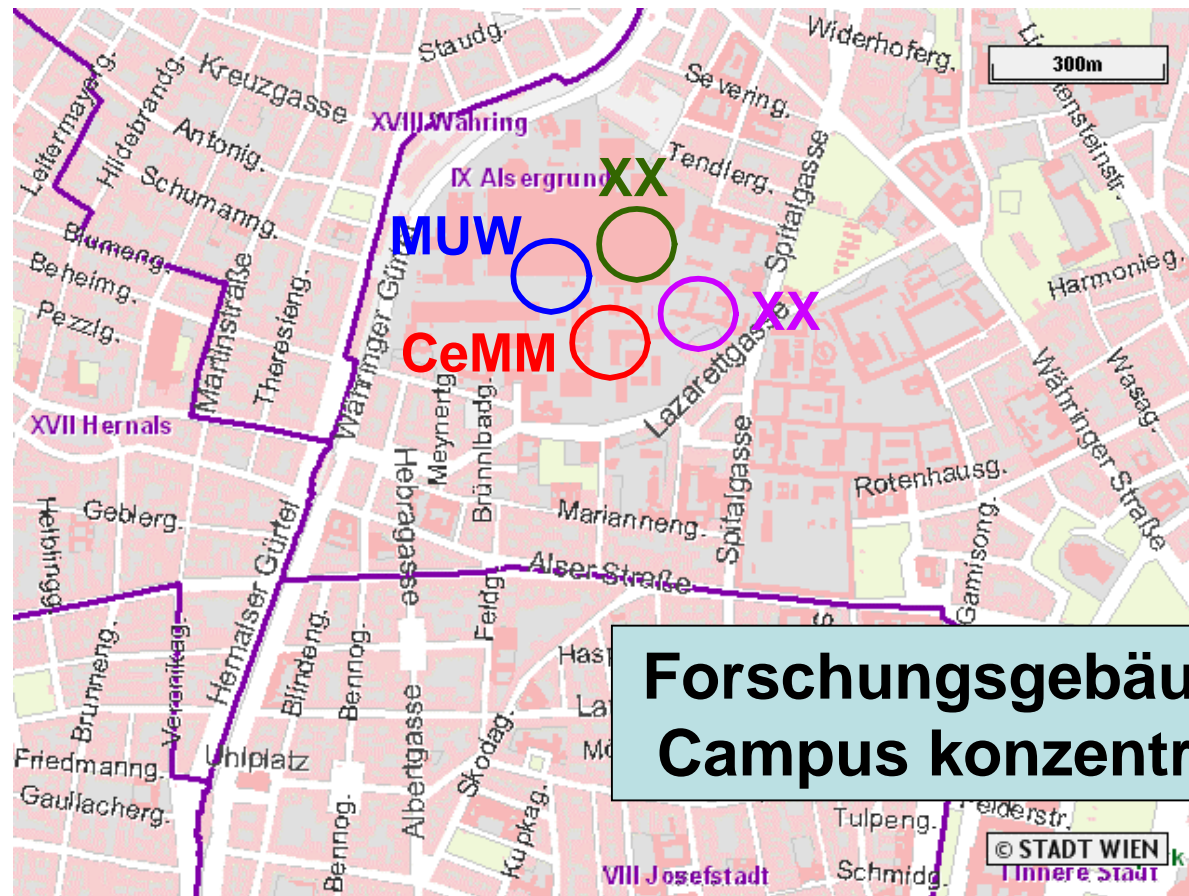 Staudg.
Widerhoferg.
300m
Kreuzgasse
Severing.
Leitermayerg.
Hildebrandg.
XVIII Währing
Antonig.
Tendlerg.
IX Alsergrund
XX
Spitalgasse
Schumanng.
MUW
Blumeng.
Beheimg.
Harmonieg.
Pezzlg.
Martinstraße
Theresieng.
Währinger Gürtel
XX
CeMM
Lazarettgasse
Meynertg.
Brünnlbadg.
Währinger Straße
Wasag.
XVII Hernals
Spitalgasse
Rotenhausg.
Geblerg.
Hebragasse
Marianneng.
Alser Straße
Hernalser Gürtel
Feldg.
Brunneng.
Veronikag.
Blindeng.
Bennog.
Forschungsgebäu
Campus konzentr
Friedmanng.
Uhlplatz
Albertgasse
Skodag.
Gaullacherg.
Bennog.
Kupkag.
Tulpeng.
© STADT WIEN
VIII Josefstadt
Schmidg.
I Innere Stadt